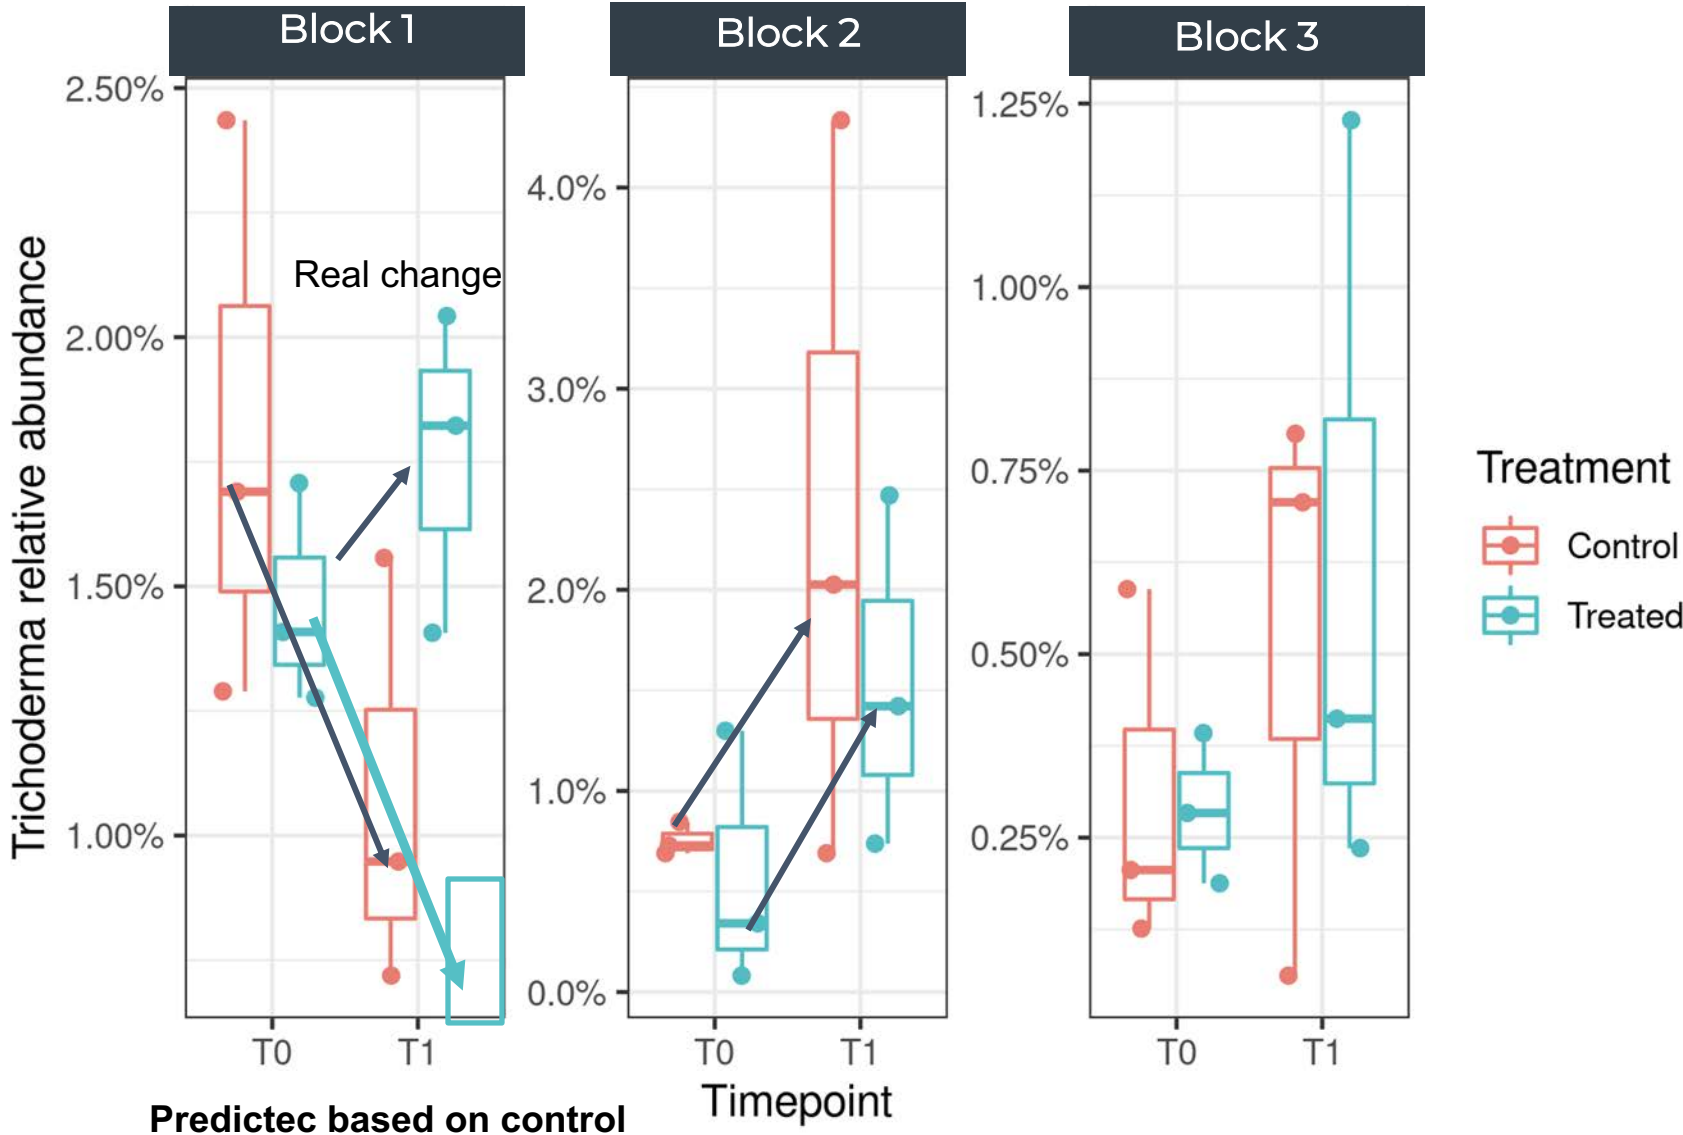 Block 1
Block 2
Block 3
Trichoderma relative abundance
2.50%
2.00%
1.50%
1.00%
Real change
4.0%
3.0%
2.0%
1.0%
0.0%
1.25%
1.00%
0.75%
0.50%
0.25%
T0
T1
T0
T1
T0
T1
Timepoint
Predictec based on control
Treatment
Control
Treated